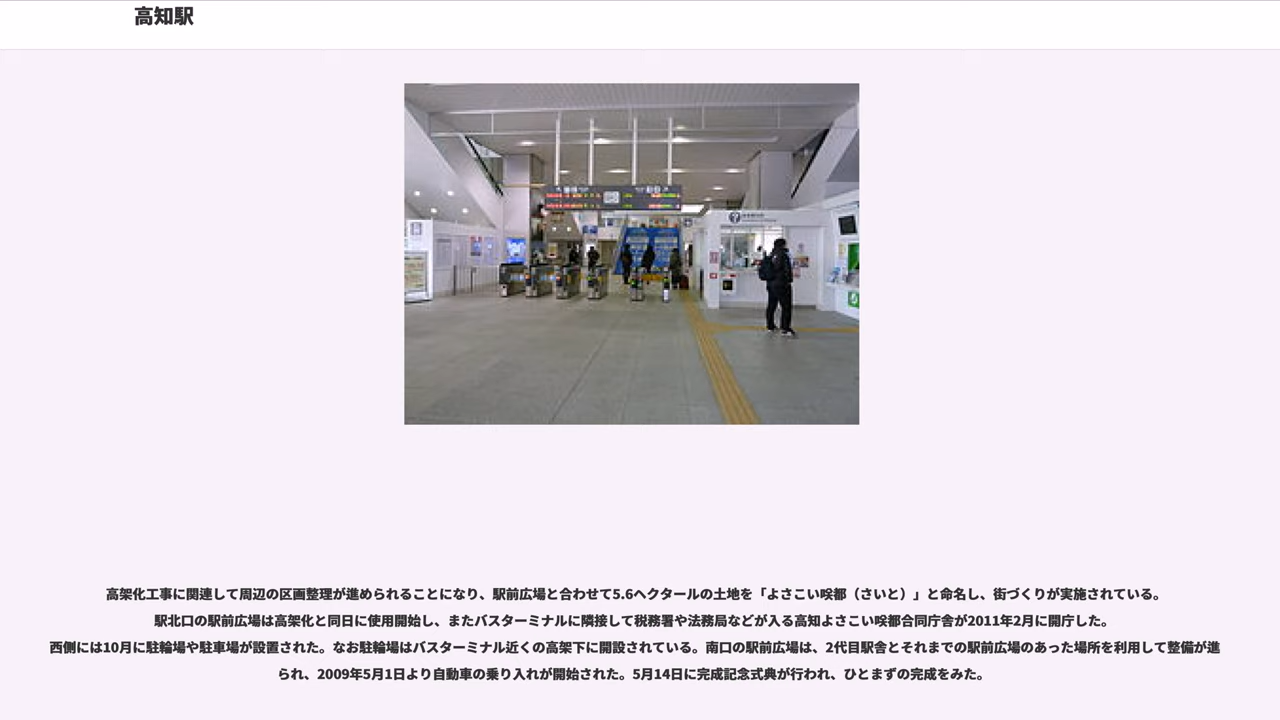 高知駅
高架化工事に関連して周辺の区画整理が進められることになり、駅前広場と合わせて5.6ヘクタールの土地を「よさこい咲都（さいと）」と命名し、街づくりが実施されている。
駅北口の駅前広場は高架化と同日に使用開始し、またバスターミナルに隣接して税務署や法務局などが入る高知よさこい咲都合同庁舎が2011年2月に開庁した。
西側には10月に駐輪場や駐車場が設置された。なお駐輪場はバスターミナル近くの高架下に開設されている。南口の駅前広場は、2代目駅舎とそれまでの駅前広場のあった場所を利用して整備が進
られ、2009年5月1日より自動車の乗り入れが開始された。5月14日に完成記念式典が行われ、ひとまずの完成をみた。